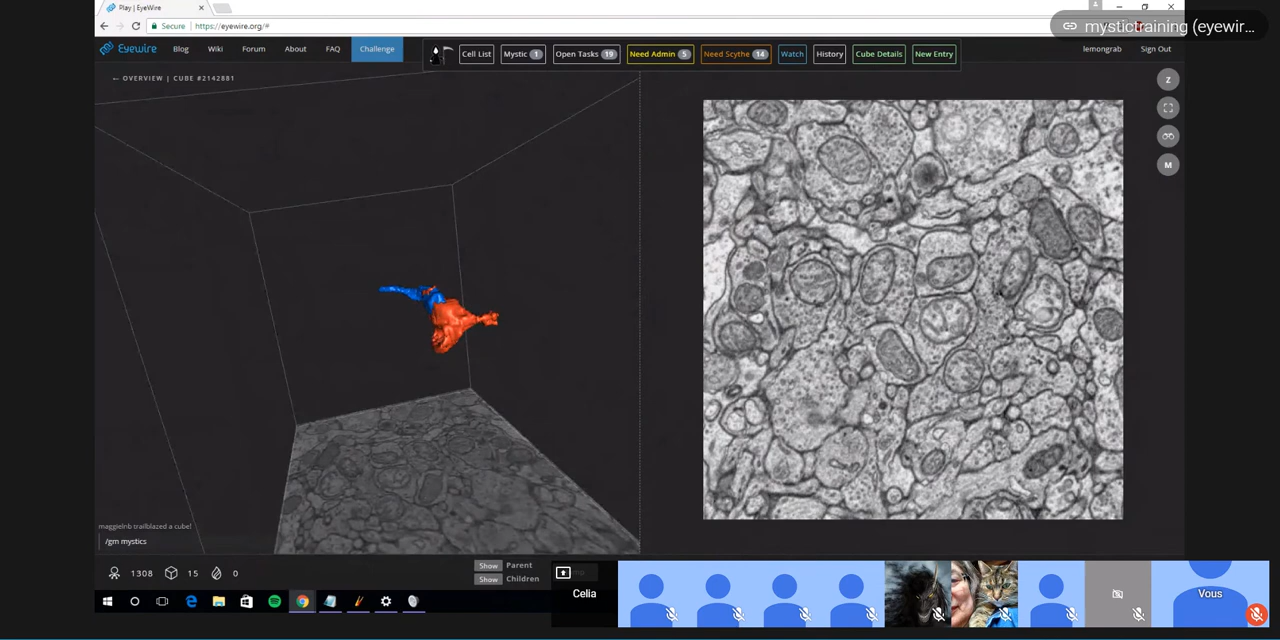 Play | EyeWire
Secure https://eyewire.org/#
mystictraining (eyewir...
Eyewire Blog Wiki Forum About FAQ Challenge
Cell List Mystic 1 Open Tasks 19 Need Admin 5 Need Scythe 14 Watch History Cube Details New Entry
lemongrab Sign Out
← OVERVIEW | CUBE #2142881
Z
M
maggielnb trailblazed a cube!
/gm mystics
1308 15 0
Show Parent
Show Children
Celia
Vous